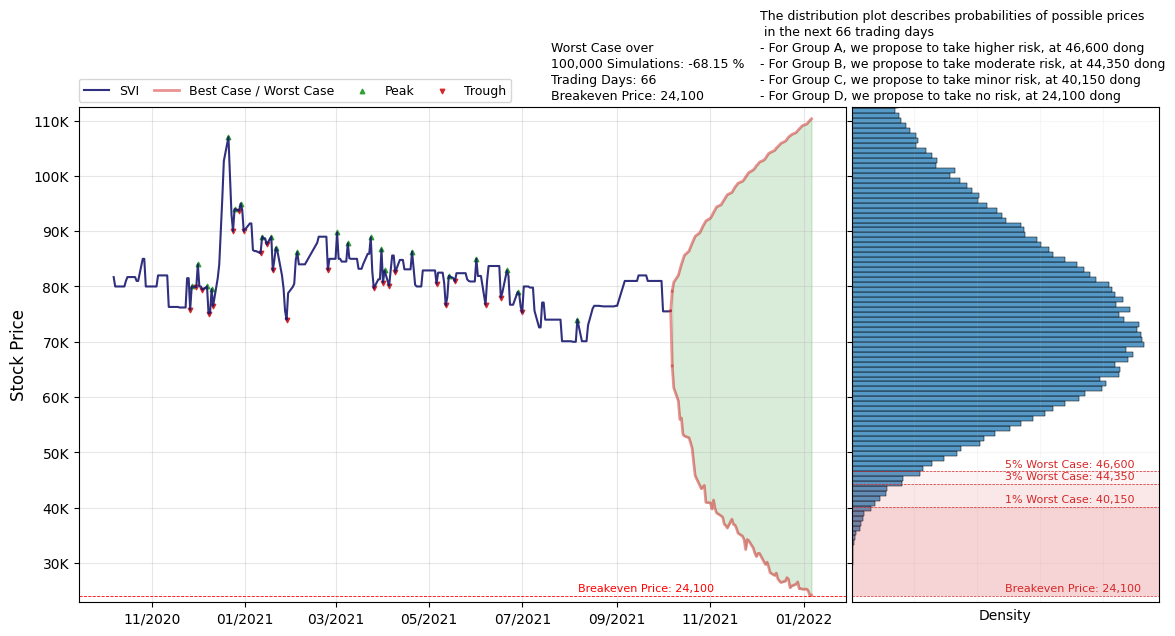 The distribution plot describes probabilities of possible prices
in the next 66 trading days
- For Group A, we propose to take higher risk, at 46,600 dong
- For Group B, we propose to take moderate risk, at 44,350 dong
- For Group C, we propose to take minor risk, at 40,150 dong
- For Group D, we propose to take no risk, at 24,100 dong
Worst Case over
100,000 Simulations: -68.15 %
Trading Days: 66
Breakeven Price: 24,100
SVI
Best Case / Worst Case
Peak
Trough
Stock Price
110K
100K
90K
80K
70K
60K
50K
40K
30K
Breakeven Price: 24,100
11/2020
01/2021
03/2021
05/2021
07/2021
09/2021
11/2021
01/2022
5% Worst Case: 46,600
3% Worst Case: 44,350
1% Worst Case: 40,150
Breakeven Price: 24,100
Density